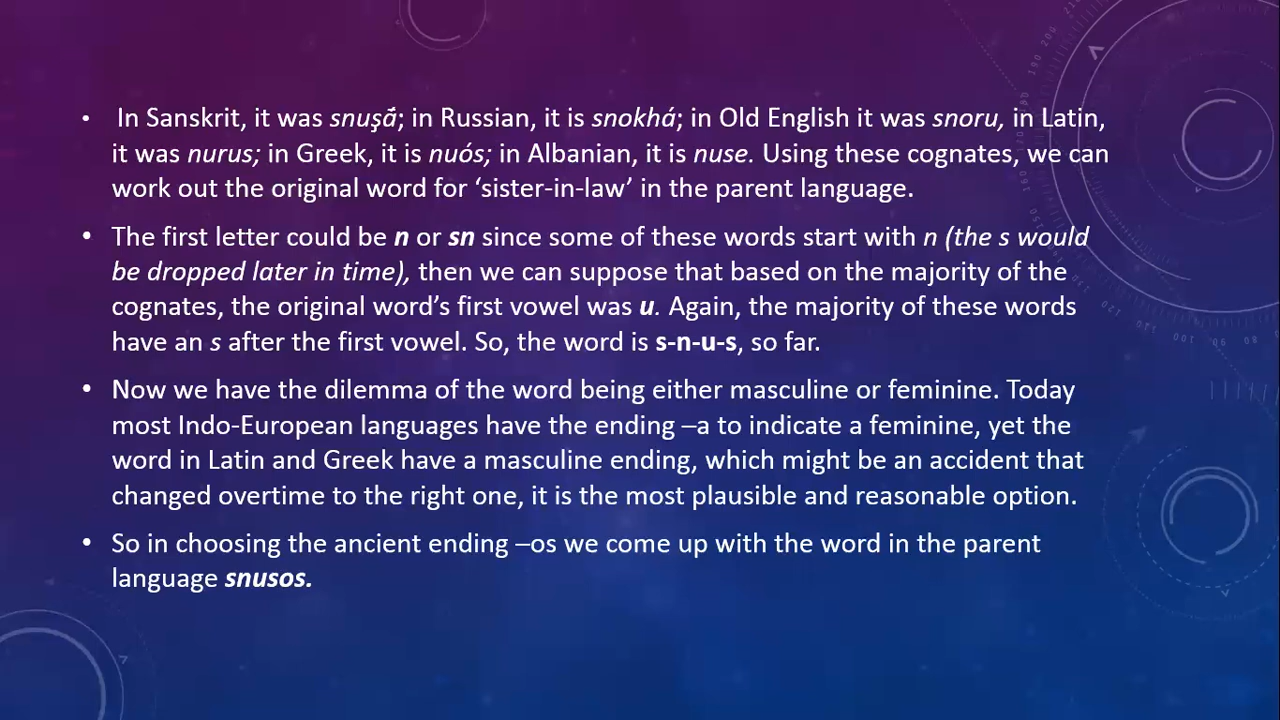 • In Sanskrit, it was snuşā́; in Russian, it is snokhá; in Old English it was snoru, in Latin,
it was nurus; in Greek, it is nuós; in Albanian, it is nuse. Using these cognates, we can
work out the original word for ‘sister-in-law’ in the parent language.
• The first letter could be n or sn since some of these words start with n (the s would
be dropped later in time), then we can suppose that based on the majority of the
cognates, the original word’s first vowel was u. Again, the majority of these words
have an s after the first vowel. So, the word is s-n-u-s, so far.
• Now we have the dilemma of the word being either masculine or feminine. Today
most Indo-European languages have the ending –a to indicate a feminine, yet the
word in Latin and Greek have a masculine ending, which might be an accident that
changed overtime to the right one, it is the most plausible and reasonable option.
• So in choosing the ancient ending –os we come up with the word in the parent
language snusos.